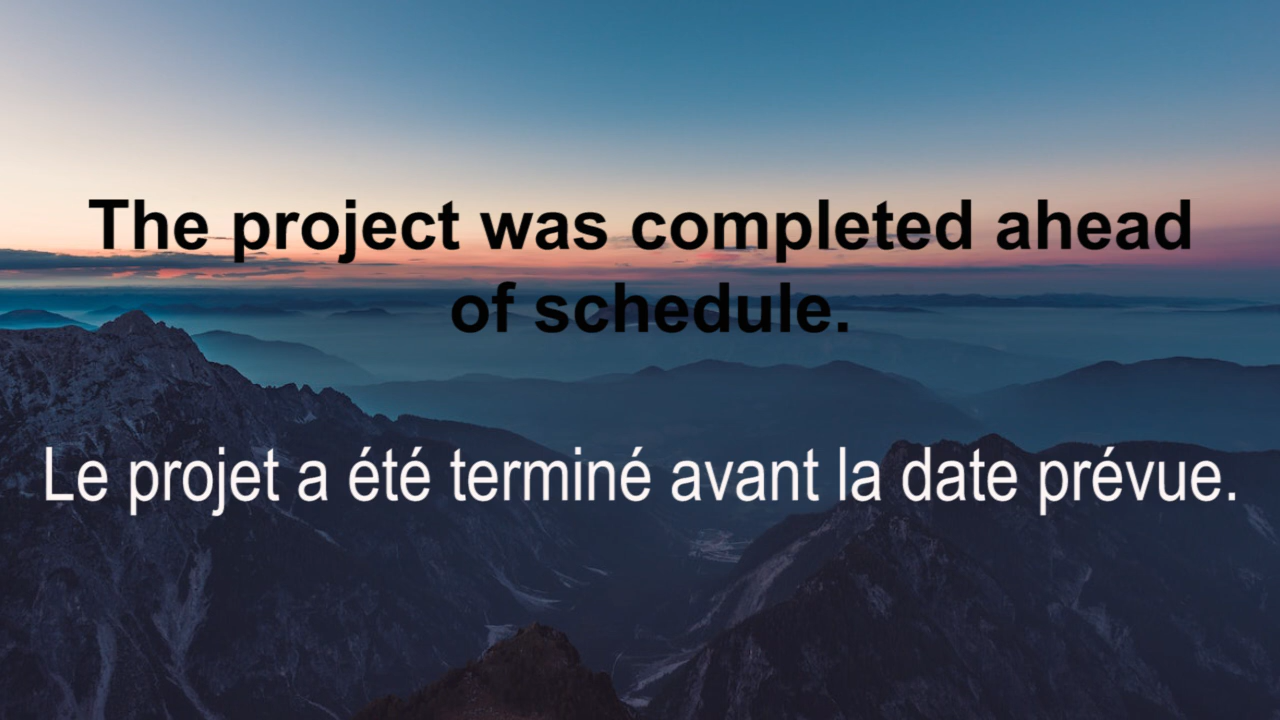 The project was completed ahead
of schedule.
Le projet a été terminé avant la date prévue.